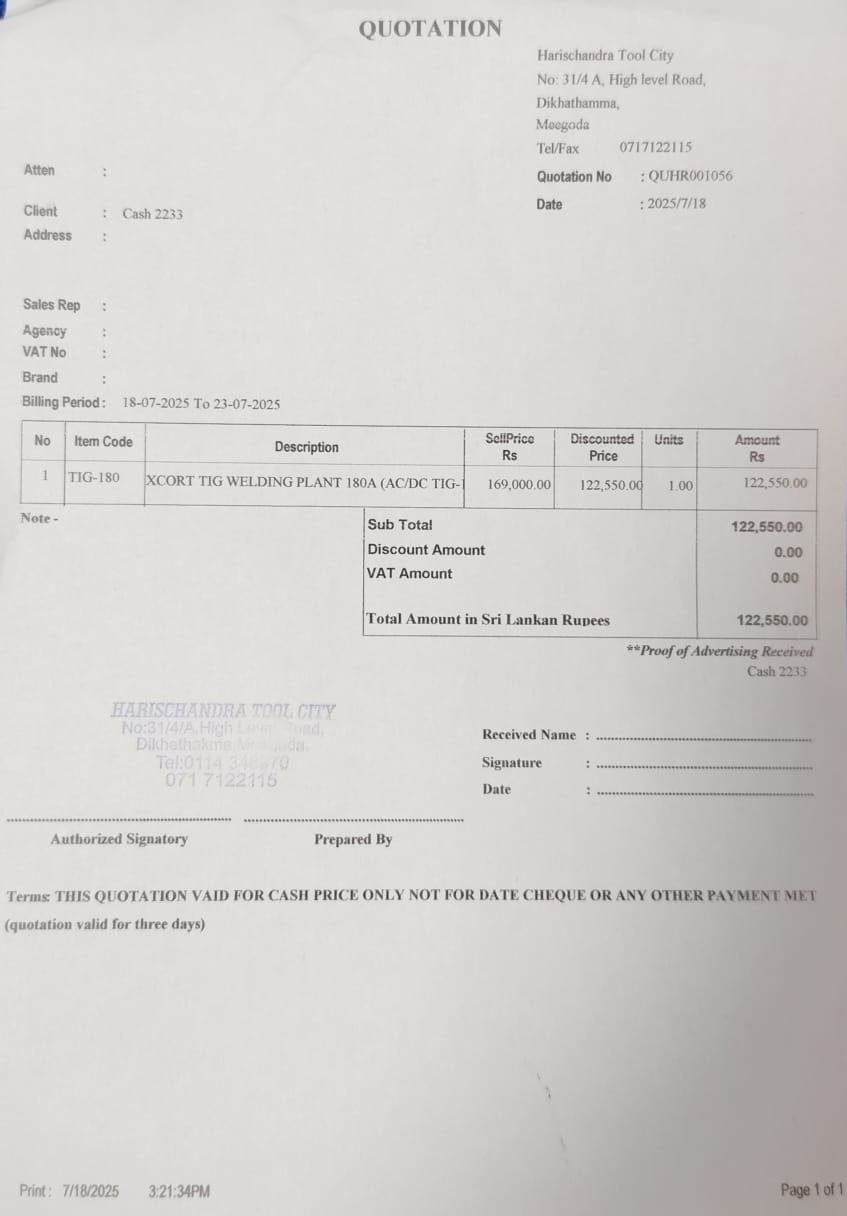 QUOTATION
Harischandra Tool City
No: 31/4 A, High level Road,
Dikhathamma,
Meegoda
Tel/Fax 0717122115
Atten :
Quotation No : QUHR001056
Client : Cash 2233
Date : 2025/7/18
Address :
Sales Rep :
Agency :
VAT No :
Brand :
Billing Period : 18-07-2025 To 23-07-2025
No Item Code Description SellPrice Rs Discounted Price Units Amount Rs
1 TIG-180 XCORT TIG WELDING PLANT 180A (AC/DC TIG-1 169,000.00 122,550.00 1.00 122,550.00
Note -
Sub Total 122,550.00
Discount Amount 0.00
VAT Amount 0.00
Total Amount in Sri Lankan Rupees 122,550.00
**Proof of Advertising Received
Cash 2233
HARISCHANDRA TOOL CITY
No:31/4/A,High Road,
Tel:0114
071 7122115
Received Name :
Signature :
Date :
Authorized Signatory Prepared By
Terms: THIS QUOTATION VAID FOR CASH PRICE ONLY NOT FOR DATE CHEQUE OR ANY OTHER PAYMENT MET
(quotation valid for three days)
Print : 7/18/2025 3:21:34PM Page 1 of 1